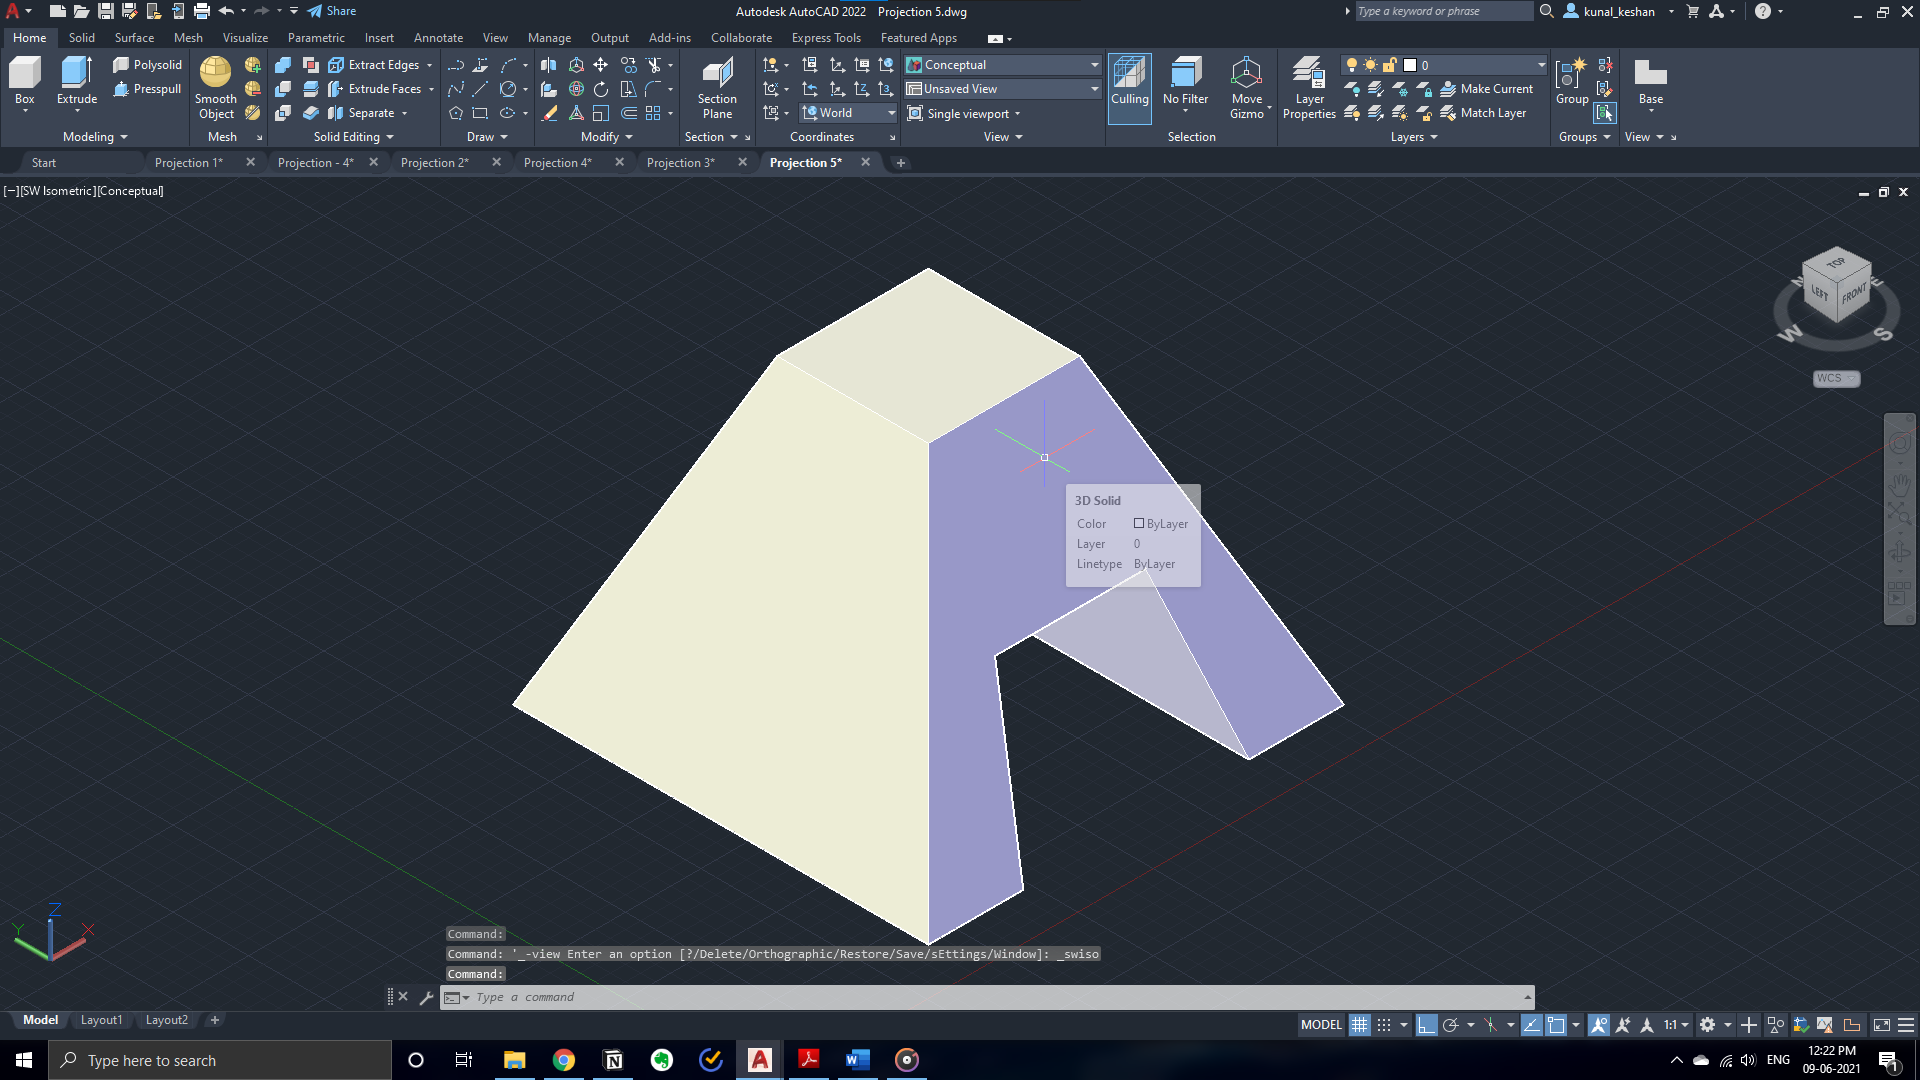 Share
Autodesk AutoCAD 2022 Projection 5.dwg
Type a keyword or phrase
kunal_keshan
Home Solid Surface Mesh Visualize Parametric Insert Annotate View Manage Output Add-ins Collaborate Express Tools Featured Apps
Box
Extrude
Polysolid
Presspull
Modeling
Smooth
Object
Mesh
Extract Edges
Extrude Faces
Separate
Solid Editing
Draw
Modify
Section
Plane
Section
World
Coordinates
Conceptual
Unsaved View
Single viewport
View
Culling
No Filter
Move
Gizmo
Selection
Layer
Properties
0
Make Current
Match Layer
Layers
Group
Groups
Base
View
Start Projection 1* Projection - 4* Projection 2* Projection 4* Projection 3* Projection 5*
[−][SW Isometric][Conceptual]
TOP
LEFT FRONT
W S
WCS
3D Solid
Color ByLayer
Layer 0
Linetype ByLayer
Z
Y X
Command:
Command: '_-view Enter an option [?/Delete/Orthographic/Restore/Save/sEttings/Window]: _swiso
Command:
Type a command
Model Layout1 Layout2
MODEL
1:1
Type here to search
ENG
12:22 PM
09-06-2021
1